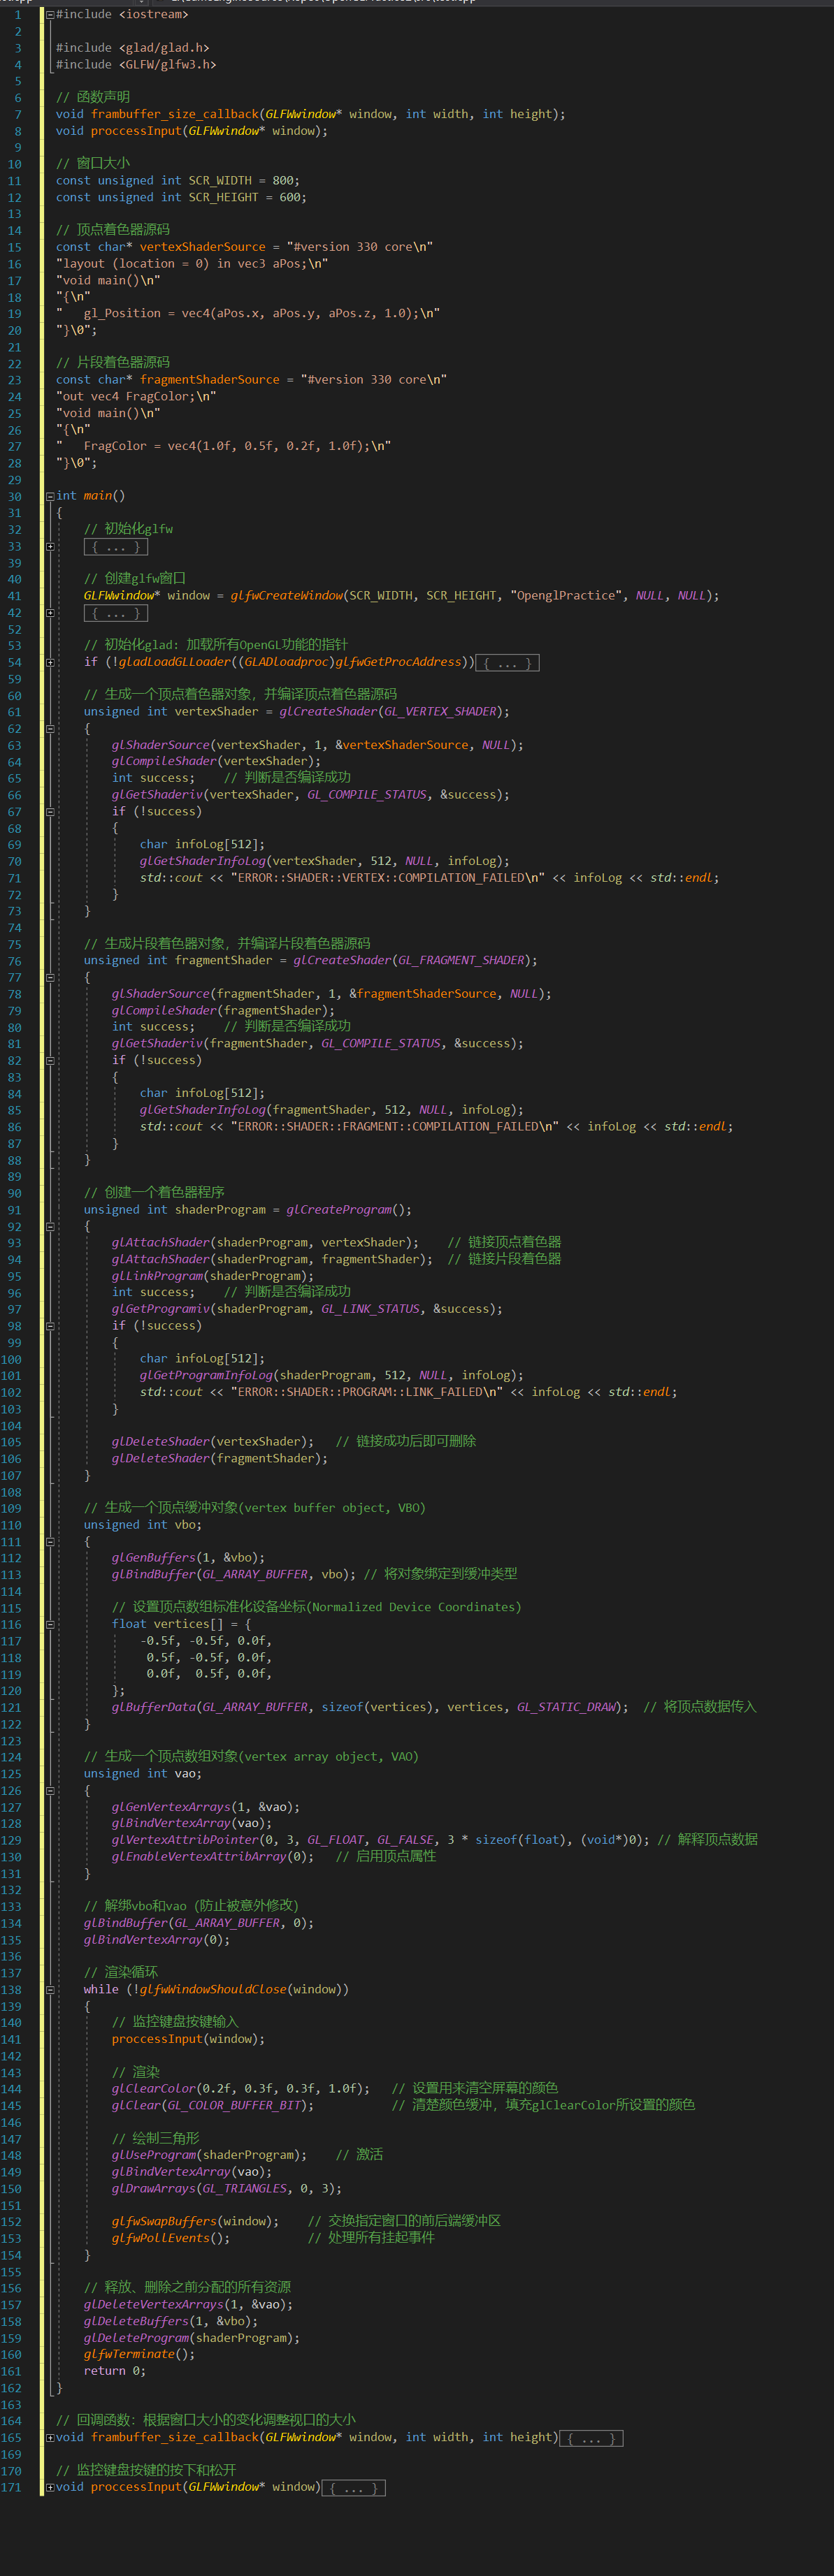 1 #include <iostream>
2
3 #include <glad/glad.h>
4 #include <GLFW/glfw3.h>
5
6 // 函数声明
7 void frambuffer_size_callback(GLFWwindow* window, int width, int height);
8 void proccessInput(GLFWwindow* window);
9
10 // 窗口大小
11 const unsigned int SCR_WIDTH = 800;
12 const unsigned int SCR_HEIGHT = 600;
13
14 // 顶点着色器源码
15 const char* vertexShaderSource = "#version 330 core\n"
16 "layout (location = 0) in vec3 aPos;\n"
17 "void main()\n"
18 "{\n"
19 "   gl_Position = vec4(aPos.x, aPos.y, aPos.z, 1.0);\n"
20 "}\0";
21
22 // 片段着色器源码
23 const char* fragmentShaderSource = "#version 330 core\n"
24 "out vec4 FragColor;\n"
25 "void main()\n"
26 "{\n"
27 "   FragColor = vec4(1.0f, 0.5f, 0.2f, 1.0f);\n"
28 "}\0";
29
30 int main()
31 {
32     // 初始化glfw
33     { ... }
39
40     // 创建glfw窗口
41     GLFWwindow* window = glfwCreateWindow(SCR_WIDTH, SCR_HEIGHT, "OpenglPractice", NULL, NULL);
42     { ... }
52
53     // 初始化glad: 加载所有OpenGL功能的指针
54     if (!gladLoadGLLoader((GLADloadproc)glfwGetProcAddress)) { ... }
59
60     // 生成一个顶点着色器对象，并编译顶点着色器源码
61     unsigned int vertexShader = glCreateShader(GL_VERTEX_SHADER);
62     {
63         glShaderSource(vertexShader, 1, &vertexShaderSource, NULL);
64         glCompileShader(vertexShader);
65         int success;    // 判断是否编译成功
66         glGetShaderiv(vertexShader, GL_COMPILE_STATUS, &success);
67         if (!success)
68         {
69             char infoLog[512];
70             glGetShaderInfoLog(vertexShader, 512, NULL, infoLog);
71             std::cout << "ERROR::SHADER::VERTEX::COMPILATION_FAILED\n" << infoLog << std::endl;
72         }
73     }
74
75     // 生成片段着色器对象，并编译片段着色器源码
76     unsigned int fragmentShader = glCreateShader(GL_FRAGMENT_SHADER);
77     {
78         glShaderSource(fragmentShader, 1, &fragmentShaderSource, NULL);
79         glCompileShader(fragmentShader);
80         int success;    // 判断是否编译成功
81         glGetShaderiv(fragmentShader, GL_COMPILE_STATUS, &success);
82         if (!success)
83         {
84             char infoLog[512];
85             glGetShaderInfoLog(fragmentShader, 512, NULL, infoLog);
86             std::cout << "ERROR::SHADER::FRAGMENT::COMPILATION_FAILED\n" << infoLog << std::endl;
87         }
88     }
89
90     // 创建一个着色器程序
91     unsigned int shaderProgram = glCreateProgram();
92     {
93         glAttachShader(shaderProgram, vertexShader);    // 链接顶点着色器
94         glAttachShader(shaderProgram, fragmentShader);  // 链接片段着色器
95         glLinkProgram(shaderProgram);
96         int success;    // 判断是否编译成功
97         glGetProgramiv(shaderProgram, GL_LINK_STATUS, &success);
98         if (!success)
99         {
100             char infoLog[512];
101             glGetProgramInfoLog(shaderProgram, 512, NULL, infoLog);
102             std::cout << "ERROR::SHADER::PROGRAM::LINK_FAILED\n" << infoLog << std::endl;
103         }
104
105         glDeleteShader(vertexShader);   // 链接成功后即可删除
106         glDeleteShader(fragmentShader);
107     }
108
109     // 生成一个顶点缓冲对象(vertex buffer object, VBO)
110     unsigned int vbo;
111     {
112         glGenBuffers(1, &vbo);
113         glBindBuffer(GL_ARRAY_BUFFER, vbo); // 将对象绑定到缓冲类型
114
115         // 设置顶点数组标准化设备坐标(Normalized Device Coordinates)
116         float vertices[] = {
117             -0.5f, -0.5f, 0.0f,
118              0.5f, -0.5f, 0.0f,
119              0.0f,  0.5f, 0.0f,
120         };
121         glBufferData(GL_ARRAY_BUFFER, sizeof(vertices), vertices, GL_STATIC_DRAW);  // 将顶点数据传入
122     }
123
124     // 生成一个顶点数组对象(vertex array object, VAO)
125     unsigned int vao;
126     {
127         glGenVertexArrays(1, &vao);
128         glBindVertexArray(vao);
129         glVertexAttribPointer(0, 3, GL_FLOAT, GL_FALSE, 3 * sizeof(float), (void*)0); // 解释顶点数据
130         glEnableVertexAttribArray(0);   // 启用顶点属性
131     }
132
133     // 解绑vbo和vao (防止被意外修改)
134     glBindBuffer(GL_ARRAY_BUFFER, 0);
135     glBindVertexArray(0);
136
137     // 渲染循环
138     while (!glfwWindowShouldClose(window))
139     {
140         // 监控键盘按键输入
141         proccessInput(window);
142
143         // 渲染
144         glClearColor(0.2f, 0.3f, 0.3f, 1.0f);   // 设置用来清空屏幕的颜色
145         glClear(GL_COLOR_BUFFER_BIT);           // 清楚颜色缓冲，填充glClearColor所设置的颜色
146
147         // 绘制三角形
148         glUseProgram(shaderProgram);    // 激活
149         glBindVertexArray(vao);
150         glDrawArrays(GL_TRIANGLES, 0, 3);
151
152         glfwSwapBuffers(window);    // 交换指定窗口的前后端缓冲区
153         glfwPollEvents();           // 处理所有挂起事件
154     }
155
156     // 释放、删除之前分配的所有资源
157     glDeleteVertexArrays(1, &vao);
158     glDeleteBuffers(1, &vbo);
159     glDeleteProgram(shaderProgram);
160     glfwTerminate();
161     return 0;
162 }
163
164 // 回调函数: 根据窗口大小的变化调整视口的大小
165 void frambuffer_size_callback(GLFWwindow* window, int width, int height) { ... }
169
170 // 监控键盘按键的按下和松开
171 void proccessInput(GLFWwindow* window) { ... }